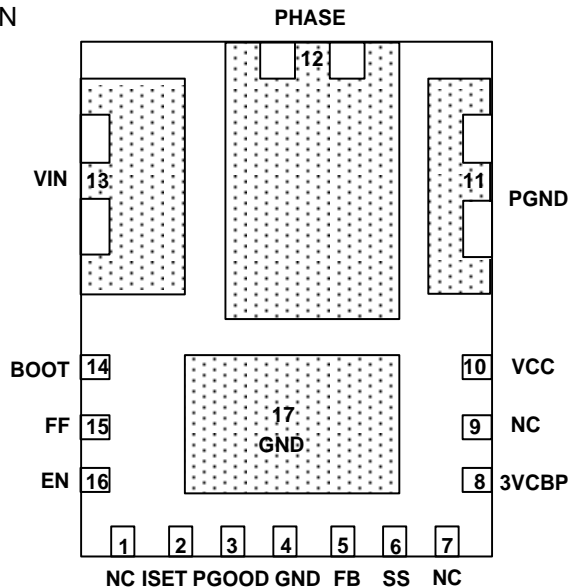 N
PHASE
12
VIN 13
11 PGND
BOOT 14
10 VCC
17
GND
FF 15
9 NC
EN 16
8 3VCBP
1 2 3 4 5 6 7
NC ISET PGOOD GND FB SS NC